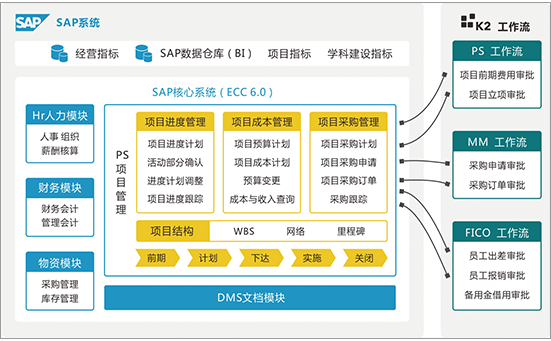 SAP SAP系统
经营指标 SAP数据仓库（BI） 项目指标 学科建设指标
SAP核心系统（ECC 6.0）
Hr人力模块
人事 组织
薪酬核算
财务模块
财务会计
管理会计
物资模块
采购管理
库存管理
PS
项目管理
项目进度管理
项目进度计划
活动部分确认
进度计划调整
项目进度跟踪
项目成本管理
项目预算计划
项目成本计划
预算变更
成本与收入查询
项目采购管理
项目采购计划
项目采购申请
项目采购订单
采购跟踪
项目结构 WBS 网络 里程碑
前期 计划 下达 实施 关闭
DMS文档模块
K2 工作流
PS 工作流
项目前期费用审批
项目立项审批
MM 工作流
采购申请审批
采购订单审批
FICO 工作流
员工出差审批
员工报销审批
备用金借用审批